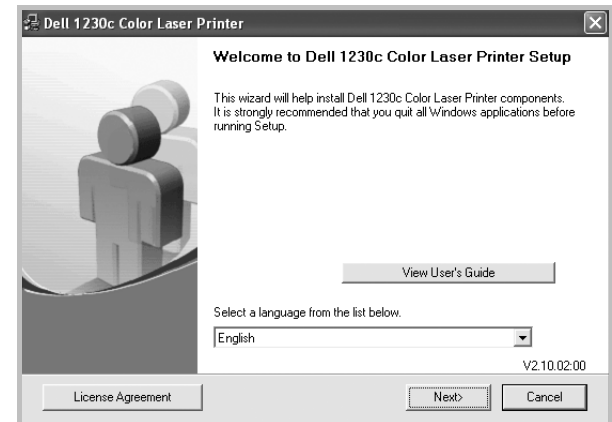 Dell 1230c Color Laser Printer
Welcome to Dell 1230c Color Laser Printer Setup
This wizard will help install Dell 1230c Color Laser Printer components.
It is strongly recommended that you quit all Windows applications before
running Setup.
View User's Guide
Select a language from the list below.
English
V2.10.02:00
License Agreement
Next>
Cancel